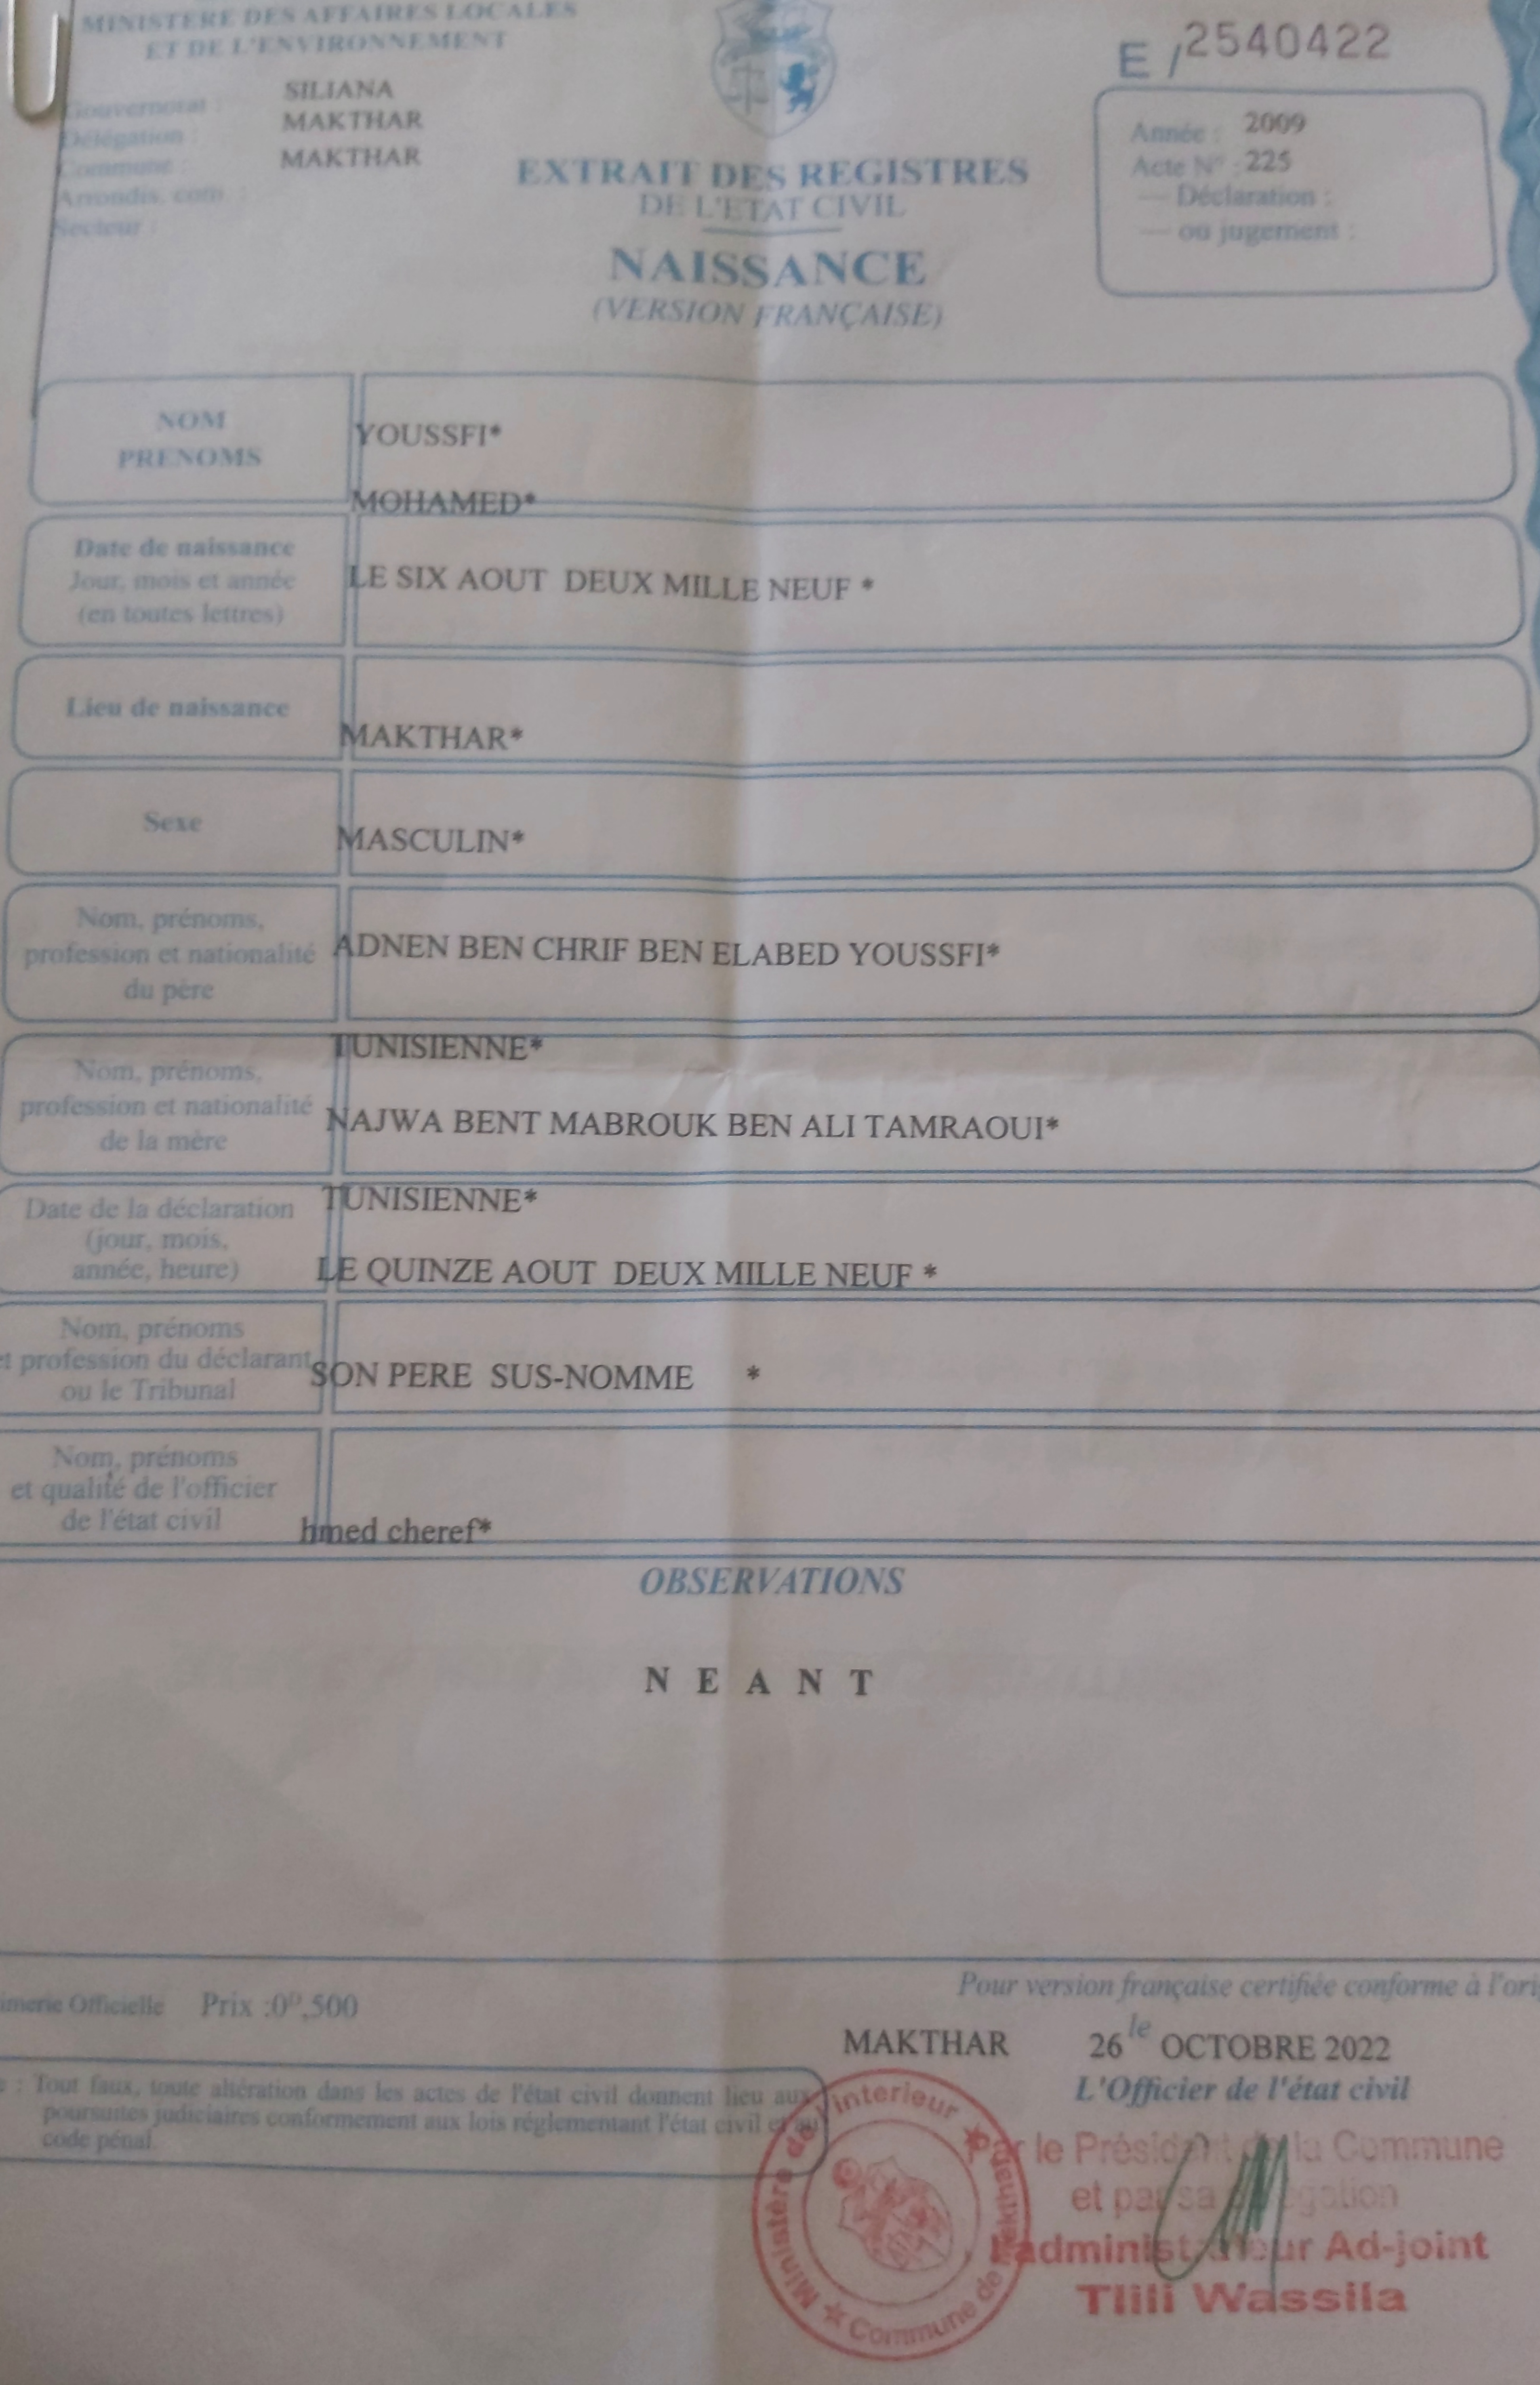 MINISTERE DES AFFAIRES LOCALES
ET DE L'ENVIRONNEMENT
E / 2540422
Gouvernorat : SILIANA
Délégation : MAKTHAR
Commune : MAKTHAR
Arrondis. com :
Secteur :
EXTRAIT DES REGISTRES
DE L'ETAT CIVIL
NAISSANCE
(VERSION FRANÇAISE)
Année : 2009
Acte N° : 225
— Déclaration :
— ou jugement :
NOM
PRENOMS
YOUSSFI*
MOHAMED*
Date de naissance
Jour, mois et année
(en toutes lettres)
LE SIX AOUT DEUX MILLE NEUF *
Lieu de naissance
MAKTHAR*
Sexe
MASCULIN*
Nom, prénoms,
profession et nationalité
du père
ADNEN BEN CHRIF BEN ELABED YOUSSFI*
TUNISIENNE*
Nom, prénoms,
profession et nationalité
de la mère
NAJWA BENT MABROUK BEN ALI TAMRAOUI*
TUNISIENNE*
Date de la déclaration
(jour, mois,
année, heure)
LE QUINZE AOUT DEUX MILLE NEUF *
Nom, prénoms
et profession du déclarant
ou le Tribunal
SON PERE SUS-NOMME *
Nom, prénoms
et qualité de l'officier
de l'état civil
hmed cheref*
OBSERVATIONS
N E A N T
imerie Officielle Prix :0ᴰ,500
Pour version française certifiée conforme à l'ori
MAKTHAR 26 le OCTOBRE 2022
L'Officier de l'état civil
e : Tout faux, toute altération dans les actes de l'état civil donnent lieu aux
poursuites judiciaires conformement aux lois réglementant l'état civil et au
code pénal.
Ministère de l'interieur ★ Commune de Makthar ★
Par le Président de la Commune
et par sa délégation
L'administrateur Ad-joint
Tlili Wassila